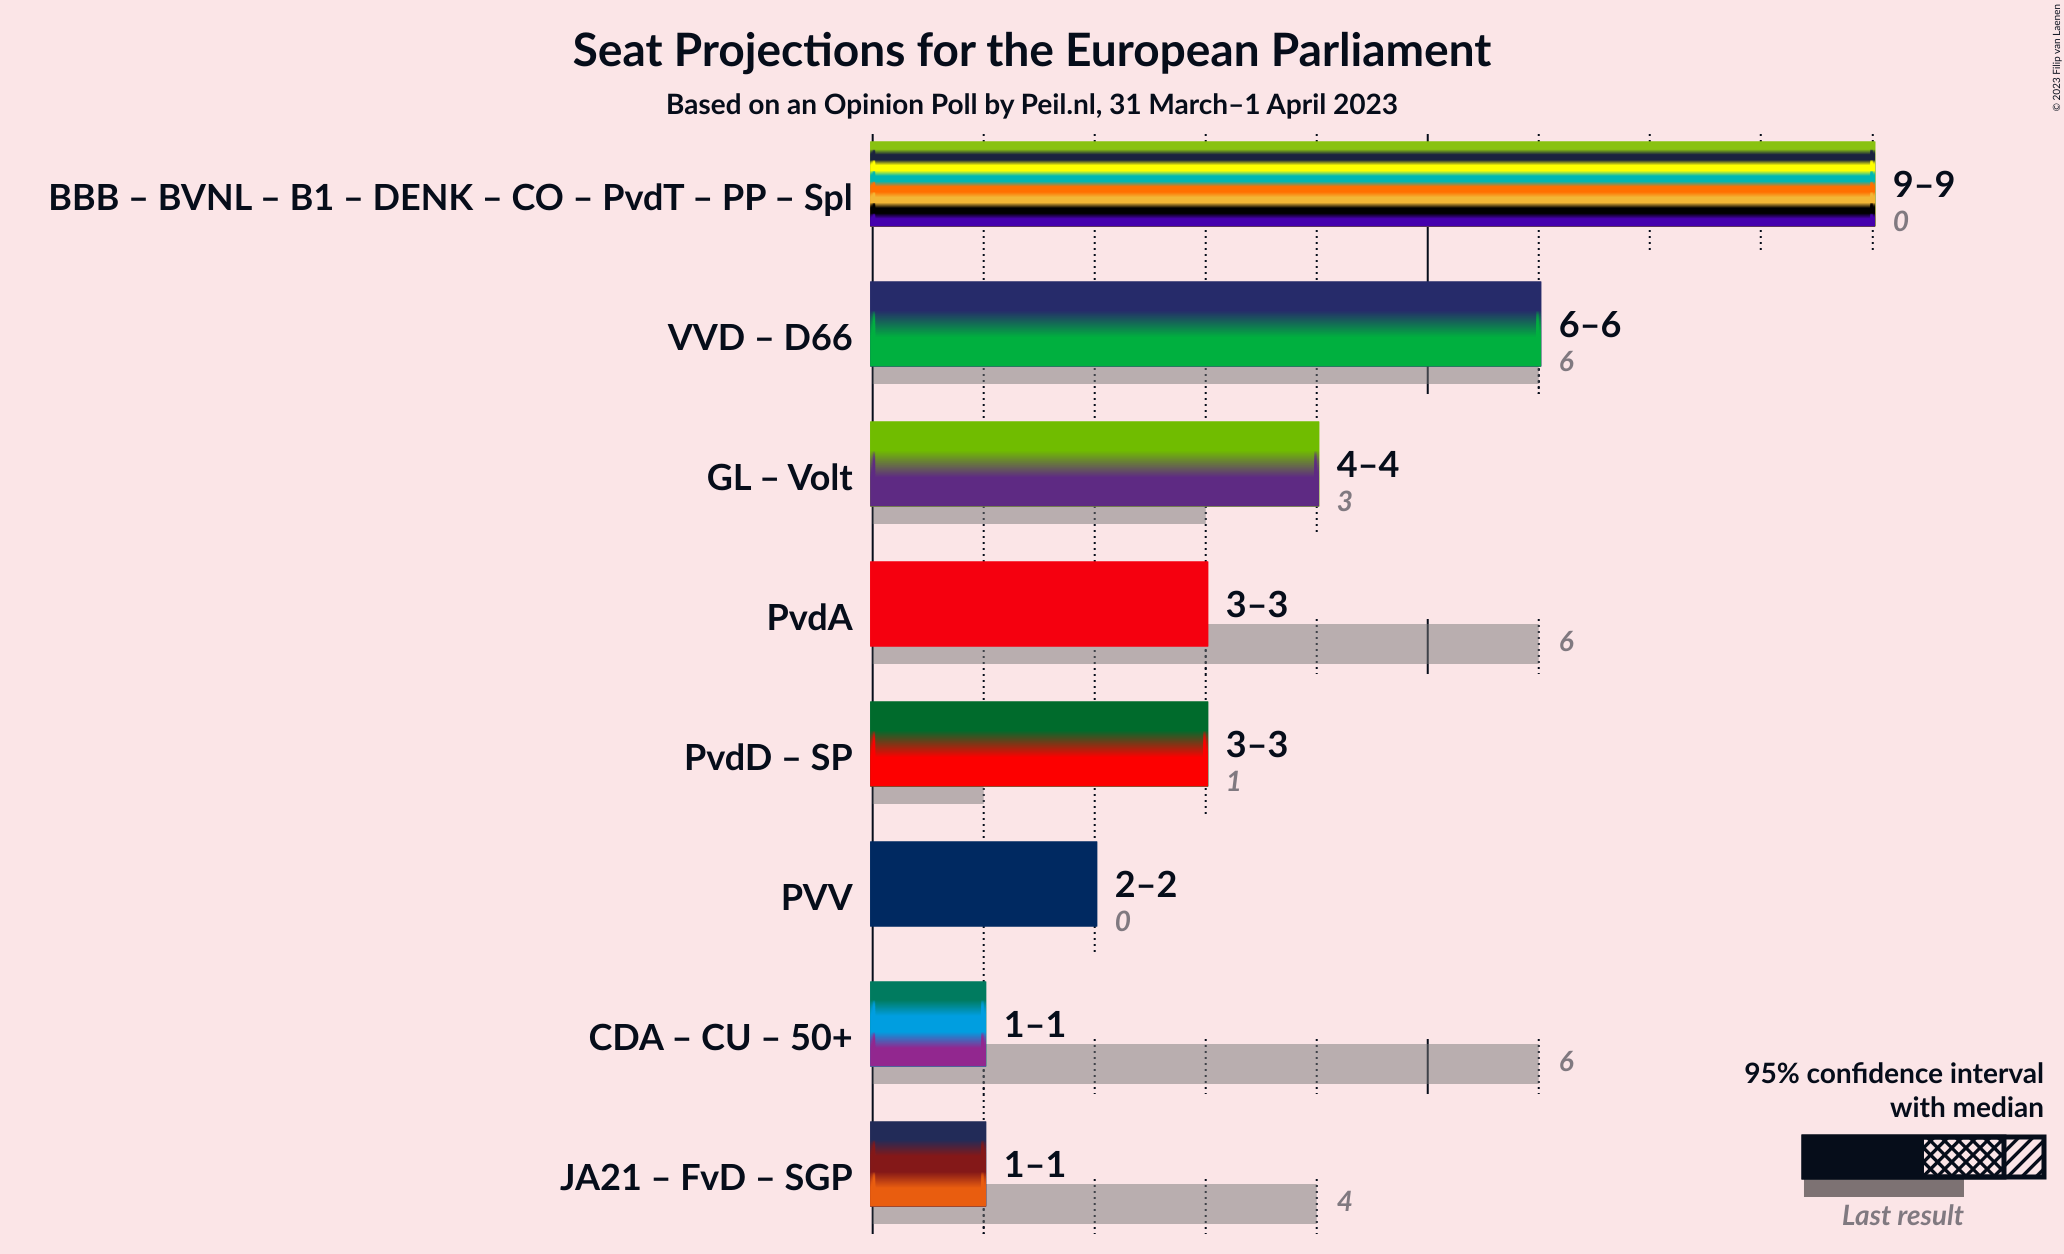 Seat Projections for the European Parliament
Based on an Opinion Poll by Peil.nl, 31 March–1 April 2023
© 2023 Filip van Laenen
BBB – BVNL – B1 – DENK – CO – PvdT – PP – Spl
9–9
0
VVD – D66
6–6
6
GL – Volt
4–4
3
PvdA
3–3
6
PvdD – SP
3–3
1
PVV
2–2
0
CDA – CU – 50+
1–1
6
JA21 – FvD – SGP
1–1
4
95% confidence interval
with median
Last result